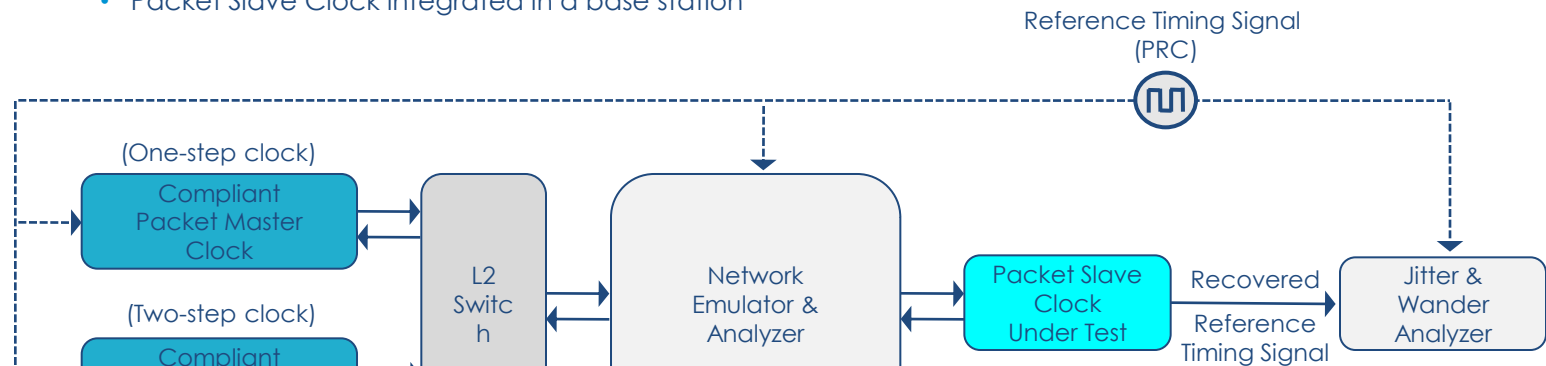 • Packet Slave Clock integrated in a base station
Reference Timing Signal
(PRC)
(One-step clock)
Compliant
Packet Master
Clock
L2
Switc
h
Network
Emulator &
Analyzer
Packet Slave
Clock
Under Test
Recovered
Reference
Timing Signal
Jitter &
Wander
Analyzer
(Two-step clock)
Compliant